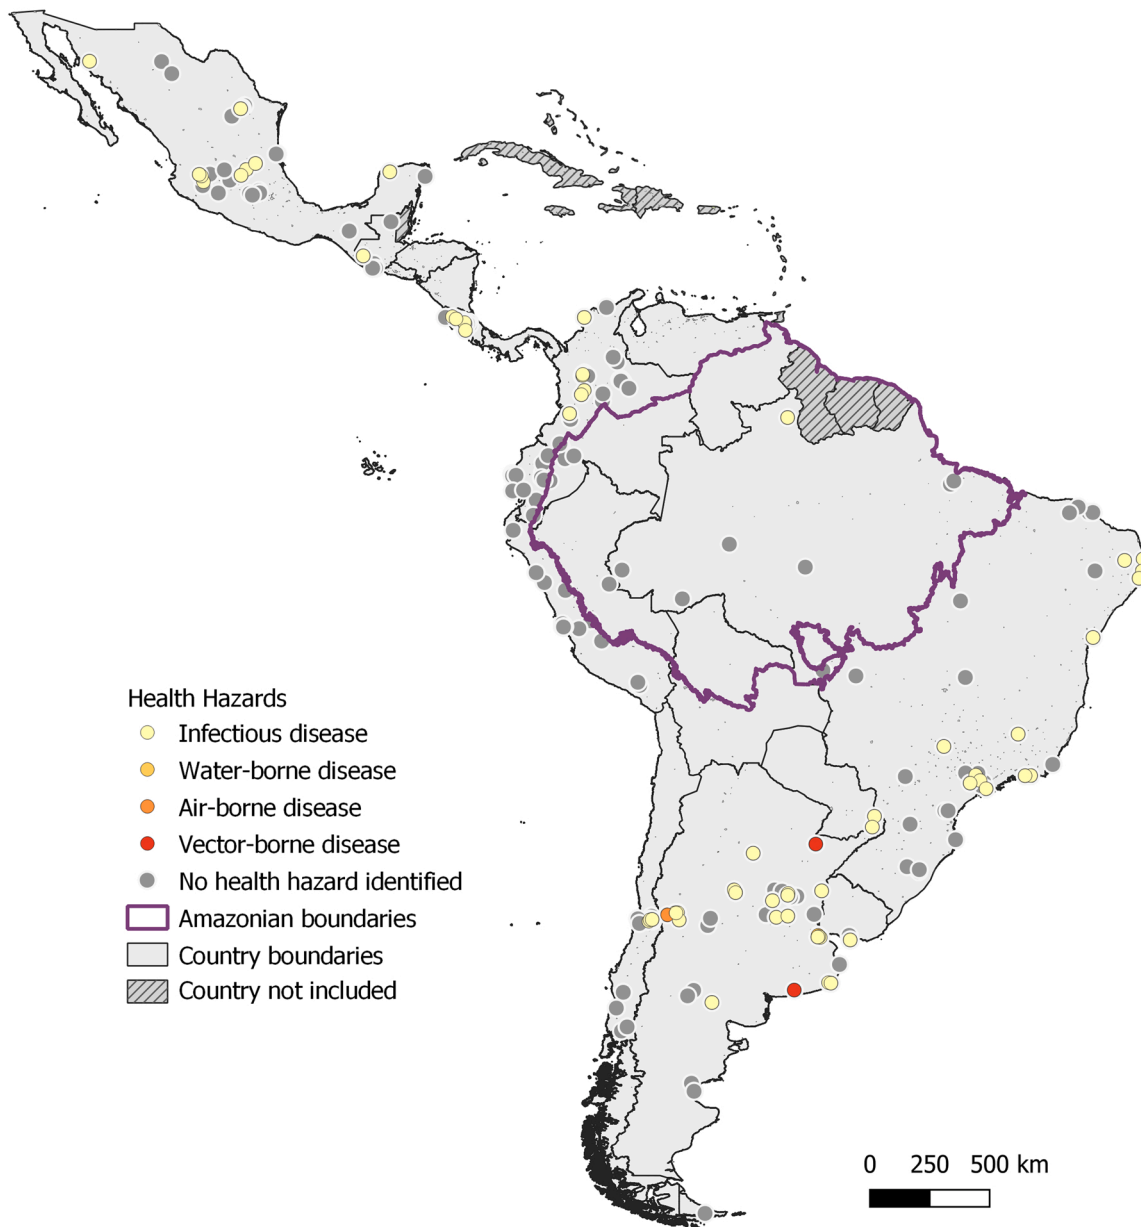 Health Hazards
Infectious disease
Water-borne disease
Air-borne disease
Vector-borne disease
No health hazard identified
Amazonian boundaries
Country boundaries
Country not included
0 250 500 km